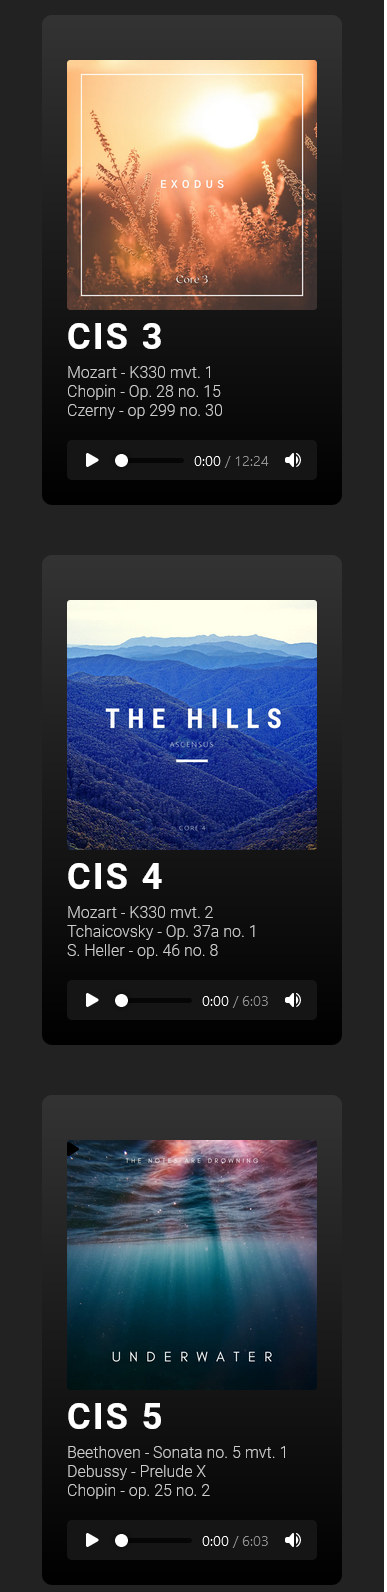 EXODUS
Core 3
CIS 3
Mozart - K330 mvt. 1
Chopin - Op. 28 no. 15
Czerny - op 299 no. 30
0:00 / 12:24
THE HILLS
ASCENSUS
CORE 4
CIS 4
Mozart - K330 mvt. 2
Tchaicovsky - Op. 37a no. 1
S. Heller - op. 46 no. 8
0:00 / 6:03
THE NOTES ARE DROWNING
UNDERWATER
CIS 5
Beethoven - Sonata no. 5 mvt. 1
Debussy - Prelude X
Chopin - op. 25 no. 2
0:00 / 6:03